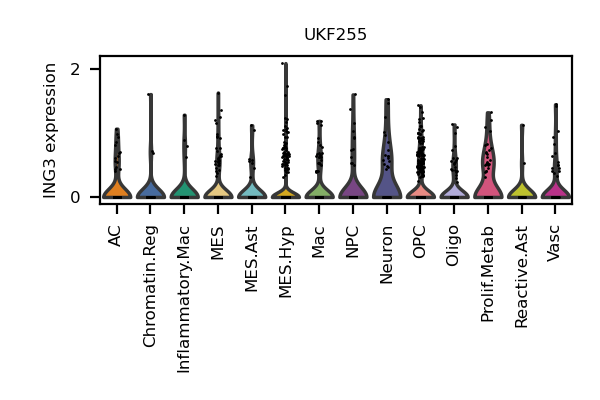 UKF255
ING3 expression
2
0
AC
Chromatin.Reg
Inflammatory.Mac
MES
MES.Ast
MES.Hyp
Mac
NPC
Neuron
OPC
Oligo
Prolif.Metab
Reactive.Ast
Vasc